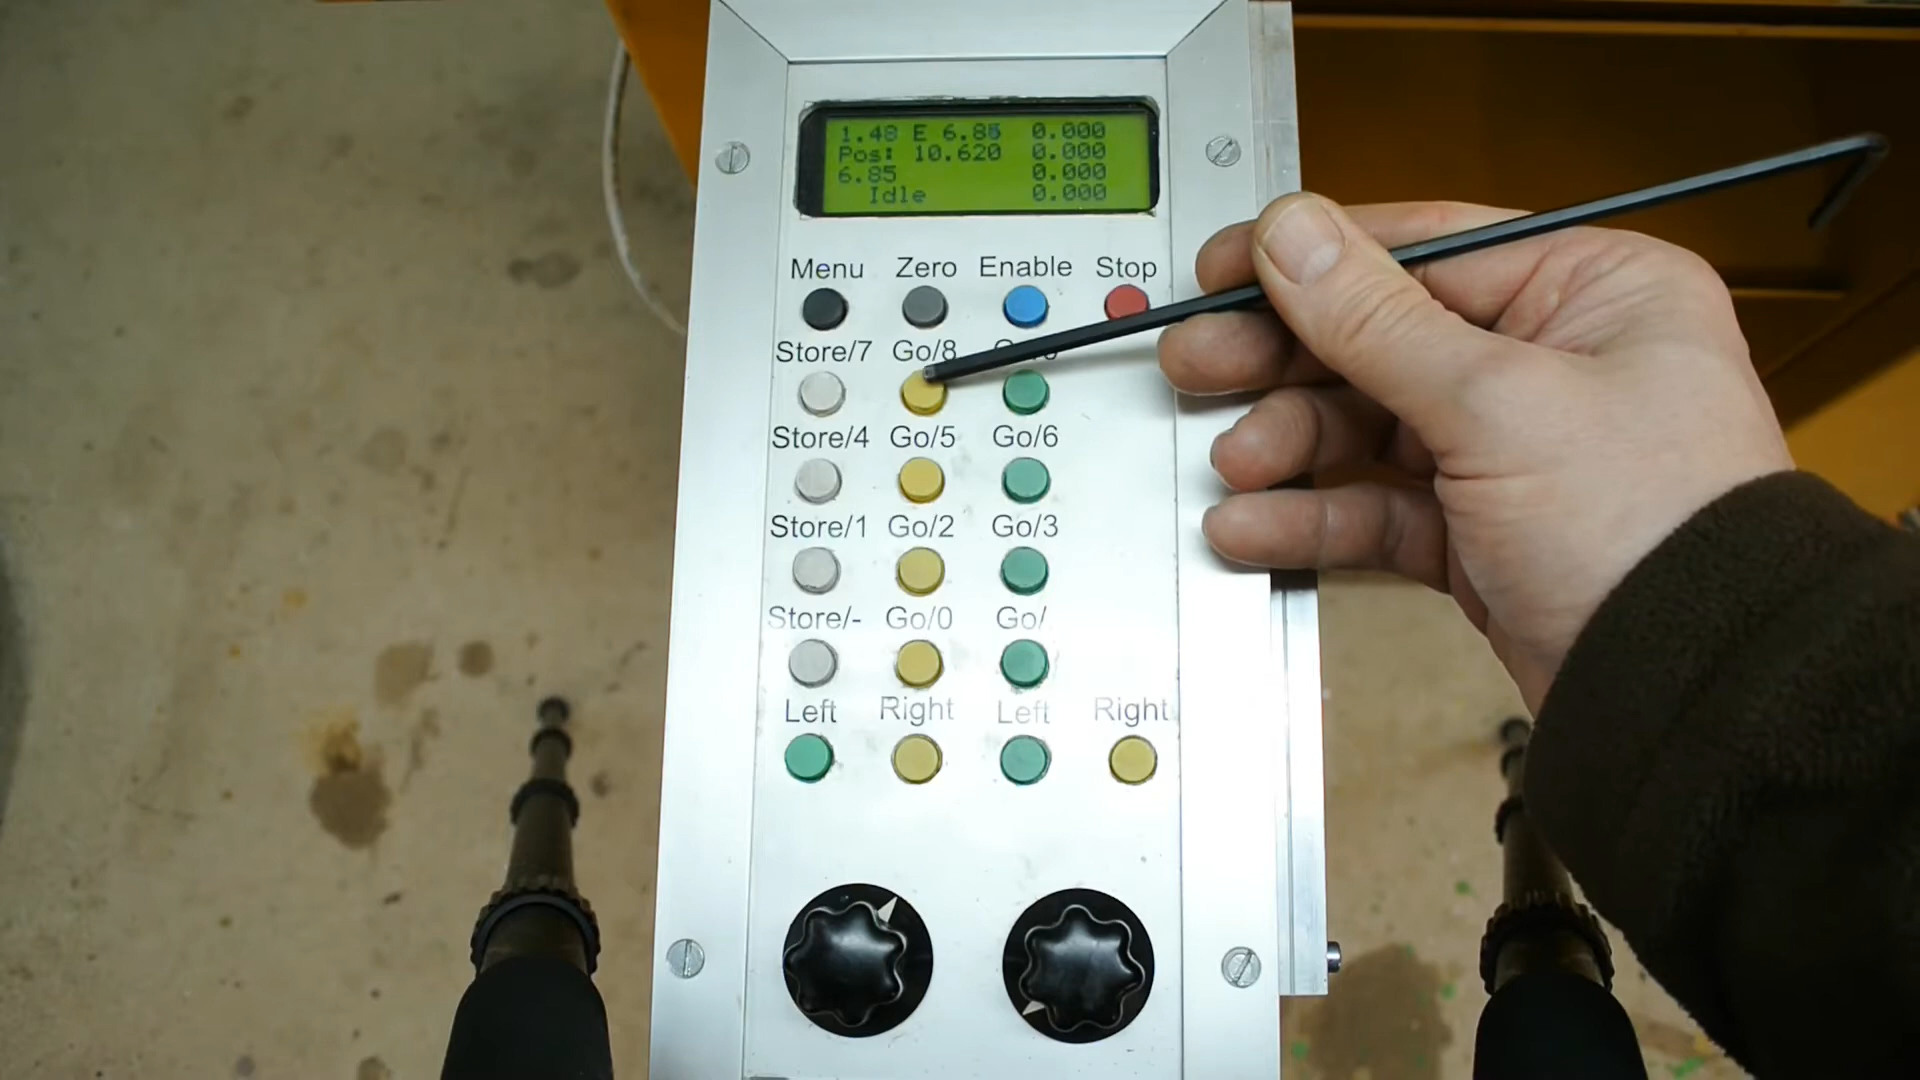 1.48 E 6.85 0.000
Pos: 10.620 0.000
6.85 0.000
Idle 0.000
Menu Zero Enable Stop
Store/7 Go/8
Store/4 Go/5 Go/6
Store/1 Go/2 Go/3
Store/- Go/0 Go/.
Left Right Left Right